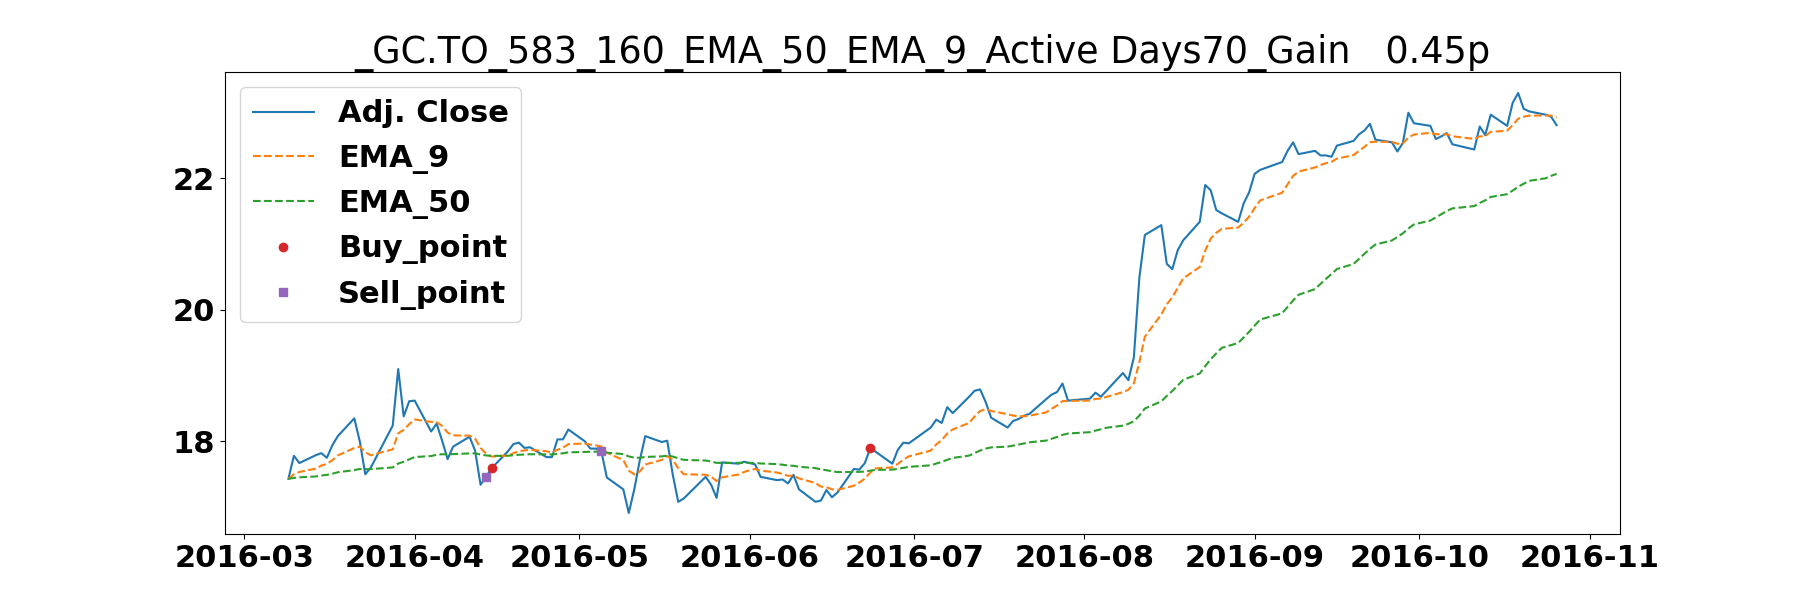 _GC.TO_583_160_EMA_50_EMA_9_Active Days70_Gain   0.45p
Adj. Close
EMA_9
EMA_50
Buy_point
Sell_point
22
20
18
2016-03 2016-04 2016-05 2016-06 2016-07 2016-08 2016-09 2016-10 2016-11